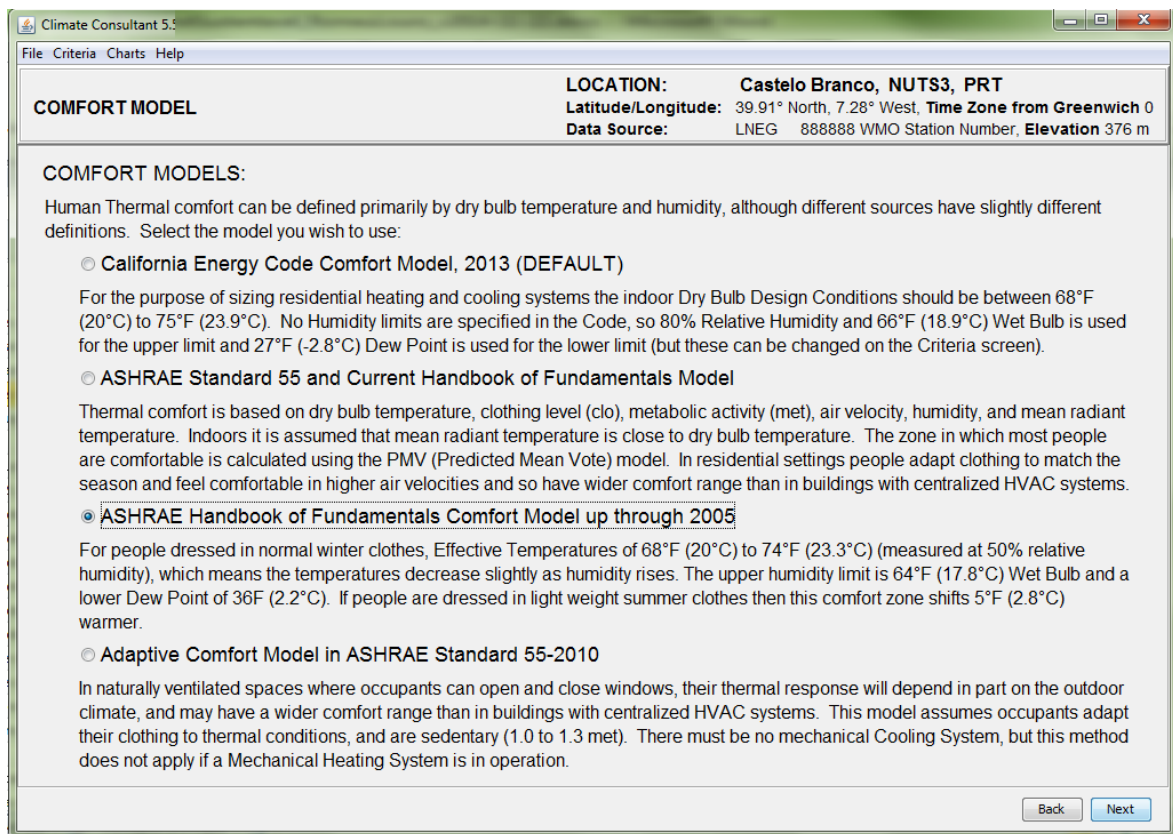 Climate Consultant 5.5
File Criteria Charts Help
COMFORT MODEL
LOCATION: Castelo Branco, NUTS3, PRT
Latitude/Longitude: 39.91° North, 7.28° West, Time Zone from Greenwich 0
Data Source: LNEG 888888 WMO Station Number, Elevation 376 m
COMFORT MODELS:
Human Thermal comfort can be defined primarily by dry bulb temperature and humidity, although different sources have slightly different
definitions. Select the model you wish to use:
California Energy Code Comfort Model, 2013 (DEFAULT)
For the purpose of sizing residential heating and cooling systems the indoor Dry Bulb Design Conditions should be between 68°F
(20°C) to 75°F (23.9°C). No Humidity limits are specified in the Code, so 80% Relative Humidity and 66°F (18.9°C) Wet Bulb is used
for the upper limit and 27°F (-2.8°C) Dew Point is used for the lower limit (but these can be changed on the Criteria screen).
ASHRAE Standard 55 and Current Handbook of Fundamentals Model
Thermal comfort is based on dry bulb temperature, clothing level (clo), metabolic activity (met), air velocity, humidity, and mean radiant
temperature. Indoors it is assumed that mean radiant temperature is close to dry bulb temperature. The zone in which most people
are comfortable is calculated using the PMV (Predicted Mean Vote) model. In residential settings people adapt clothing to match the
season and feel comfortable in higher air velocities and so have wider comfort range than in buildings with centralized HVAC systems.
ASHRAE Handbook of Fundamentals Comfort Model up through 2005
For people dressed in normal winter clothes, Effective Temperatures of 68°F (20°C) to 74°F (23.3°C) (measured at 50% relative
humidity), which means the temperatures decrease slightly as humidity rises. The upper humidity limit is 64°F (17.8°C) Wet Bulb and a
lower Dew Point of 36F (2.2°C). If people are dressed in light weight summer clothes then this comfort zone shifts 5°F (2.8°C)
warmer.
Adaptive Comfort Model in ASHRAE Standard 55-2010
In naturally ventilated spaces where occupants can open and close windows, their thermal response will depend in part on the outdoor
climate, and may have a wider comfort range than in buildings with centralized HVAC systems. This model assumes occupants adapt
their clothing to thermal conditions, and are sedentary (1.0 to 1.3 met). There must be no mechanical Cooling System, but this method
does not apply if a Mechanical Heating System is in operation.
Back Next